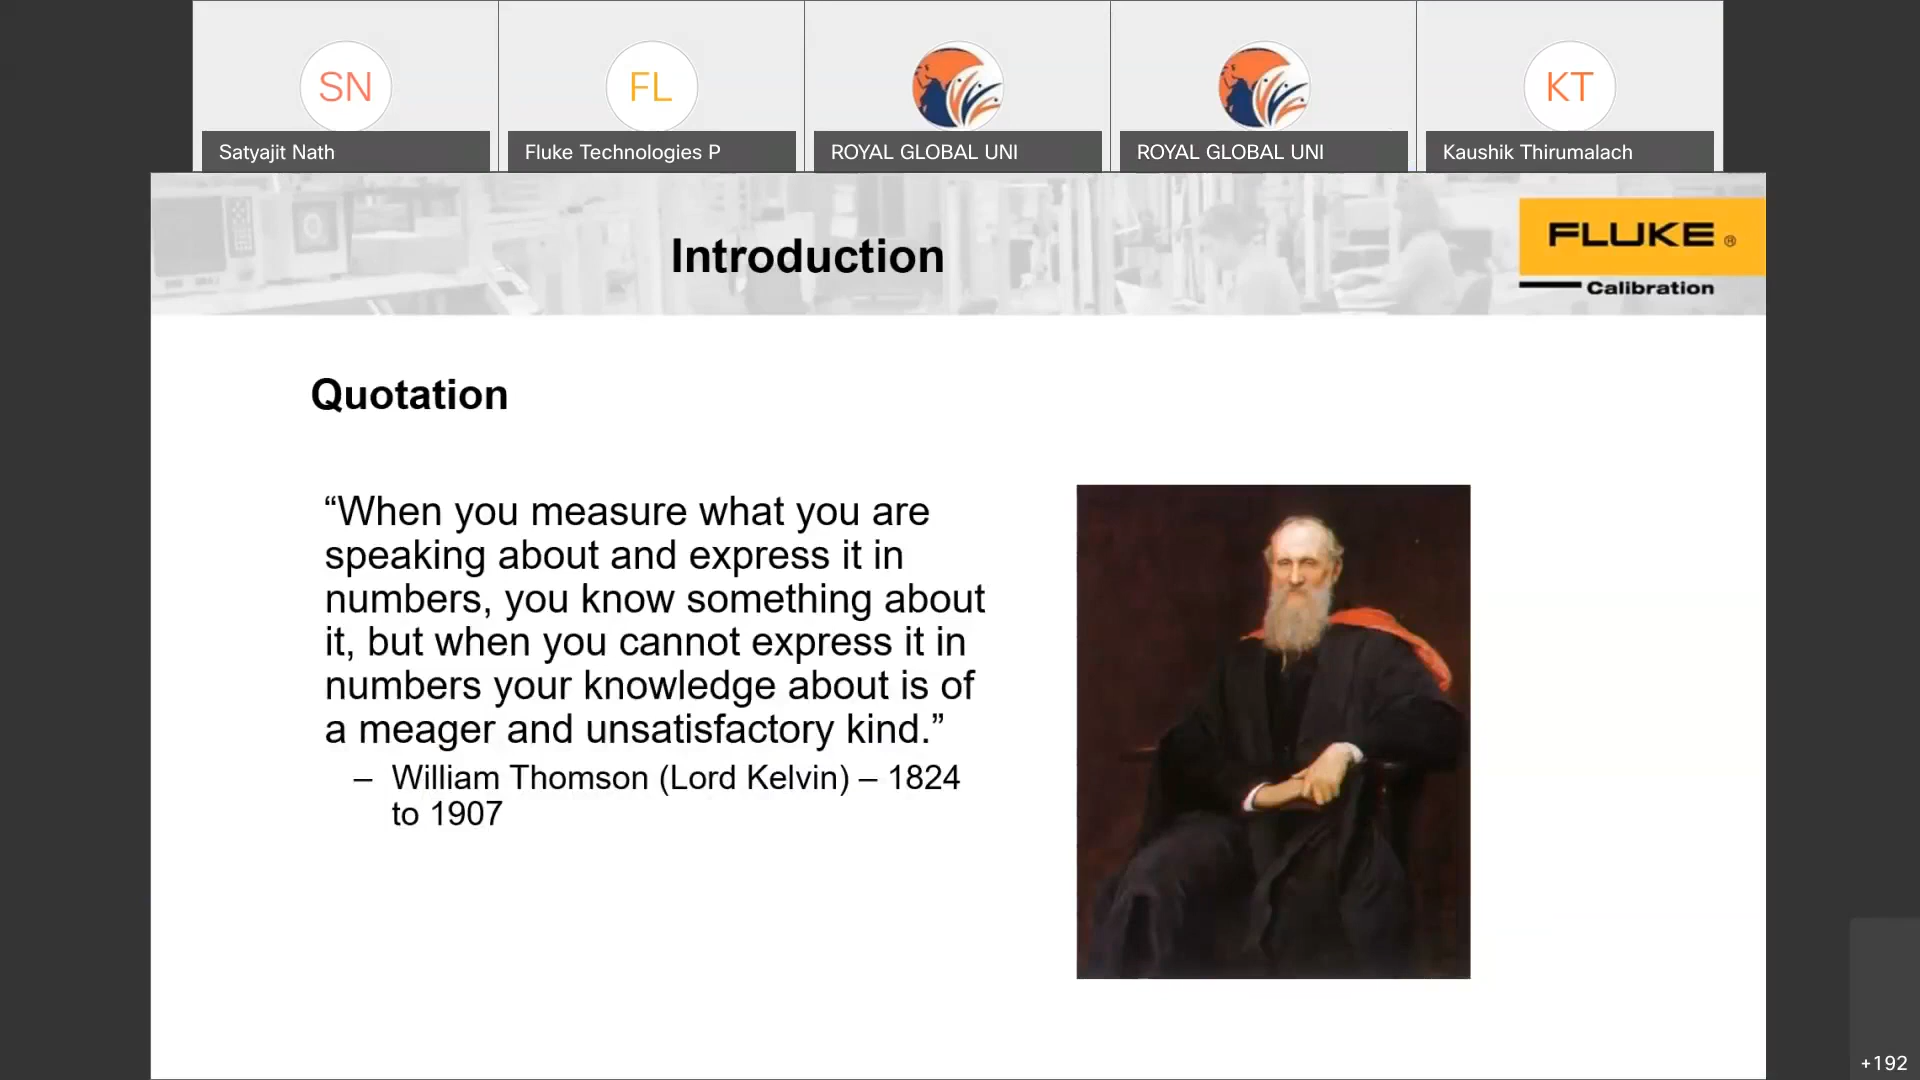 SN
FL
KT
Satyajit Nath
Fluke Technologies P
ROYAL GLOBAL UNI
ROYAL GLOBAL UNI
Kaushik Thirumalach
Introduction
FLUKE ®
Calibration
Quotation
“When you measure what you are
speaking about and express it in
numbers, you know something about
it, but when you cannot express it in
numbers your knowledge about is of
a meager and unsatisfactory kind.”
– William Thomson (Lord Kelvin) – 1824
to 1907
+192